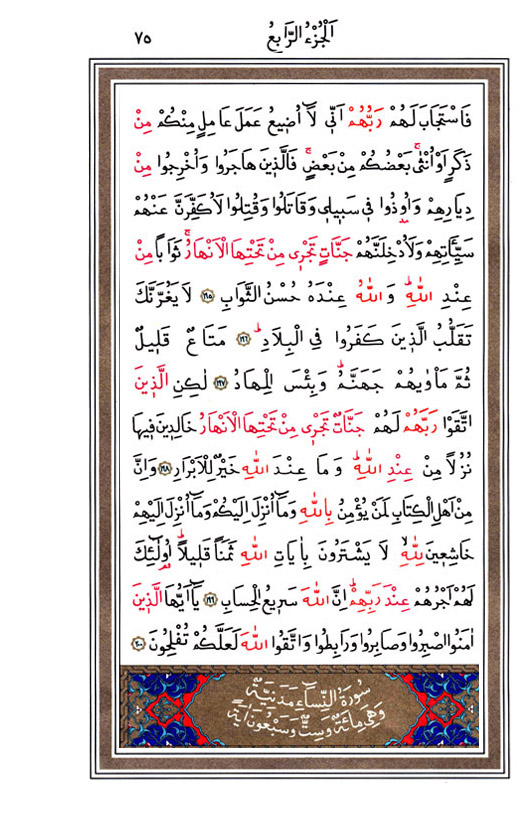 اَلْجُزْءُ الرَّابِعُ
٧٥
فَاسْتَجَابَ لَهُمْ رَبُّهُمْ اَنّ۪ي لَٓا اُض۪يعُ عَمَلَ عَامِلٍ مِنْكُمْ مِنْ
ذَكَرٍ اَوْ اُنْثٰىۚ بَعْضُكُمْ مِنْ بَعْضٍۚ فَالَّذ۪ينَ هَاجَرُوا وَاُخْرِجُوا مِنْ
دِيَارِهِمْ وَاُو۫ذُوا ف۪ي سَب۪يل۪ي وَقَاتَلُوا وَقُتِلُوا لَاُكَفِّرَنَّ عَنْهُمْ
سَيِّـَٔاتِهِمْ وَلَاُدْخِلَنَّهُمْ جَنَّاتٍ تَجْر۪ي مِنْ تَحْتِهَا الْاَنْهَارُۚ ثَوَابًا مِنْ
عِنْدِ اللّٰهِۜ وَاللّٰهُ عِنْدَهُ حُسْنُ الثَّوَابِ ﴿١٩٥﴾ لَا يَغُرَّنَّكَ
تَقَلُّبُ الَّذ۪ينَ كَفَرُوا فِي الْبِلَادِۜ ﴿١٩٦﴾ مَتَاعٌ قَل۪يلٌ
ثُمَّ مَأْوٰيهُمْ جَهَنَّمُۜ وَبِئْسَ الْمِهَادُ ﴿١٩٧﴾ لٰكِنِ الَّذ۪ينَ
اتَّقَوْا رَبَّهُمْ لَهُمْ جَنَّاتٌ تَجْر۪ي مِنْ تَحْتِهَا الْاَنْهَارُ خَالِد۪ينَ ف۪يهَا
نُزُلًا مِنْ عِنْدِ اللّٰهِۜ وَمَا عِنْدَ اللّٰهِ خَيْرٌ لِلْاَبْرَارِ ﴿١٩٨﴾ وَاِنَّ
مِنْ اَهْلِ الْكِتَابِ لَمَنْ يُؤْمِنُ بِاللّٰهِ وَمَٓا اُنْزِلَ اِلَيْكُمْ وَمَٓا اُنْزِلَ اِلَيْهِمْ
خَاشِع۪ينَ لِلّٰهِۙ لَا يَشْتَرُونَ بِاٰيَاتِ اللّٰهِ ثَمَنًا قَل۪يلًاۜ اُو۬لٰٓئِكَ
لَهُمْ اَجْرُهُمْ عِنْدَ رَبِّهِمْۜ اِنَّ اللّٰهَ سَر۪يعُ الْحِسَابِ ﴿١٩٩﴾ يَٓا اَيُّهَا الَّذ۪ينَ
اٰمَنُوا اصْبِرُوا وَصَابِرُوا وَرَابِطُوا وَاتَّقُوا اللّٰهَ لَعَلَّكُمْ تُفْلِحُونَ ﴿٢٠٠﴾
سُورَةُ النِّسَٓاءِ مَدَنِيَّةٌ
وَهِيَ مِائَةٌ وَسِتٌّ وَسَبْعُونَ اٰيَةً